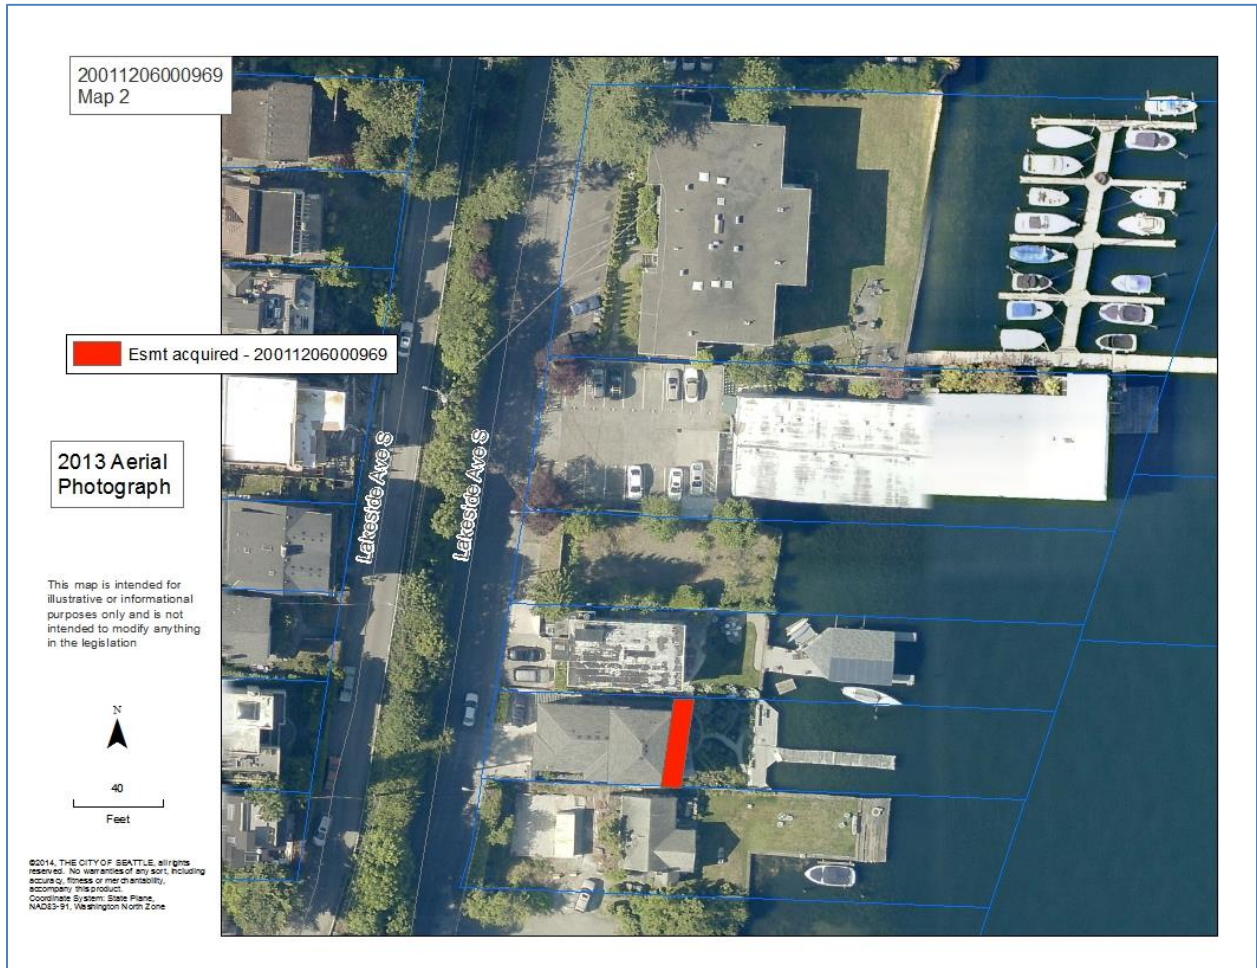 20011206000969
Map 2
Esmt acquired - 20011206000969
2013 Aerial
Photograph
Lakeside Ave S
Lakeside Ave S
This map is intended for
illustrative or informational
purposes only and is not
intended to modify anything
in the legislation
N
40
Feet
©2014, THE CITY OF SEATTLE, all rights
reserved. No warranties of any sort, including
accuracy, fitness or merchantability,
accompany this product.
Coordinate System: State Plane,
NAD83-91, Washington North Zone